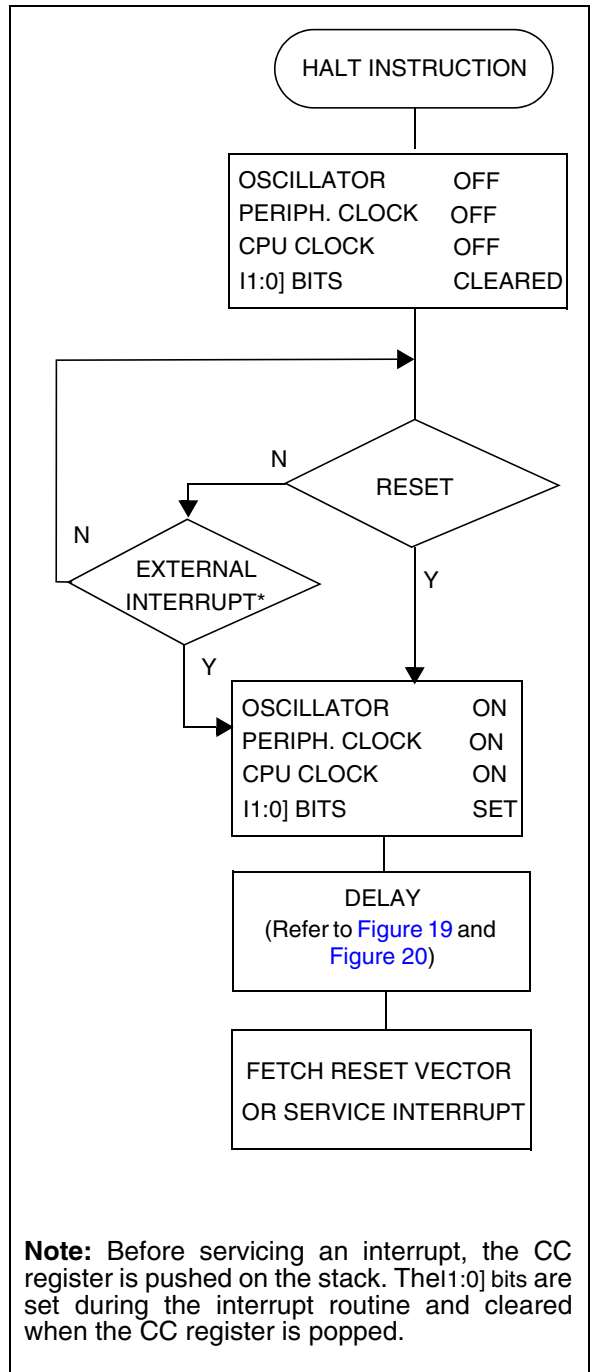 HALT INSTRUCTION
OSCILLATOR OFF
PERIPH. CLOCK OFF
CPU CLOCK OFF
I1:0] BITS CLEARED
N
RESET
N
EXTERNAL
INTERRUPT*
Y
Y
OSCILLATOR ON
PERIPH. CLOCK ON
CPU CLOCK ON
I1:0] BITS SET
DELAY
(Refer to Figure 19 and
Figure 20)
FETCH RESET VECTOR
OR SERVICE INTERRUPT
Note: Before servicing an interrupt, the CC
register is pushed on the stack. TheI1:0] bits are
set during the interrupt routine and cleared
when the CC register is popped.